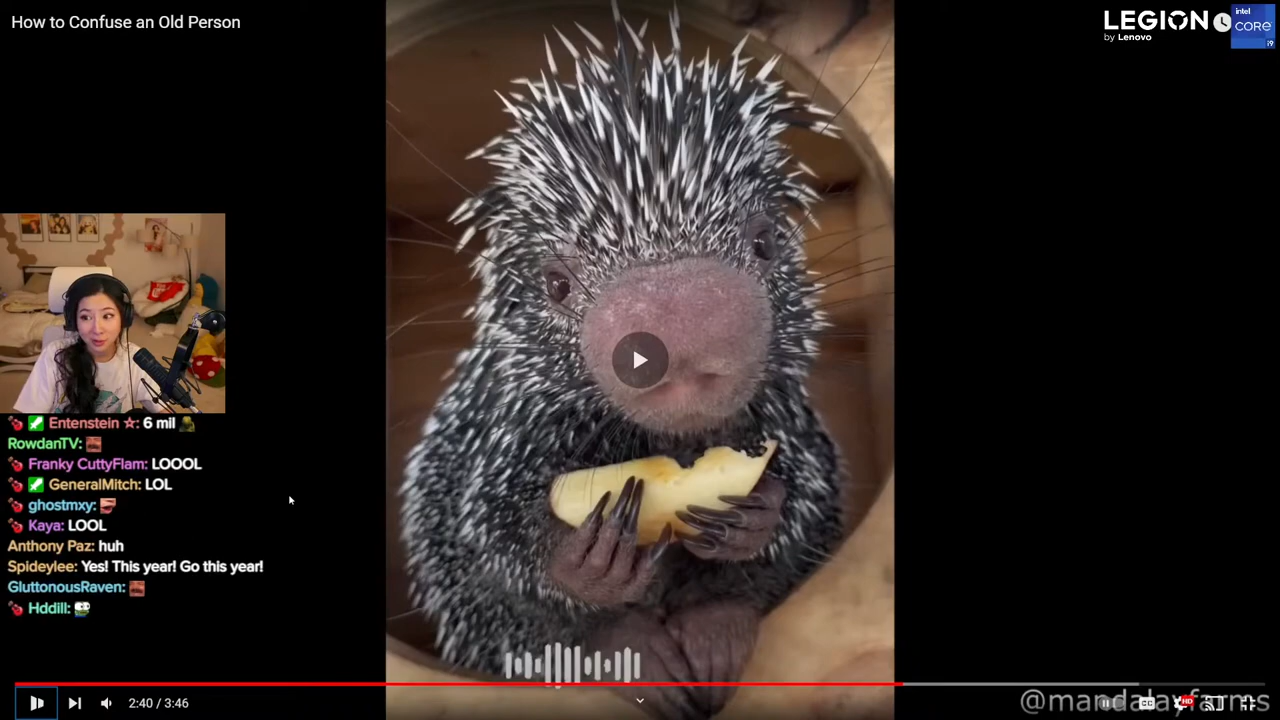 How to Confuse an Old Person
LEGION
by Lenovo
intel
CORE
i9
Entenstein ☆: 6 mil
RowdanTV:
Franky CuttyFlam: LOOOL
GeneralMitch: LOL
ghostmxy:
Kaya: LOOL
Anthony Paz: huh
Spideylee: Yes! This year! Go this year!
GluttonousRaven:
Hddill:
2:40 / 3:46
HD
@mandalayfarms